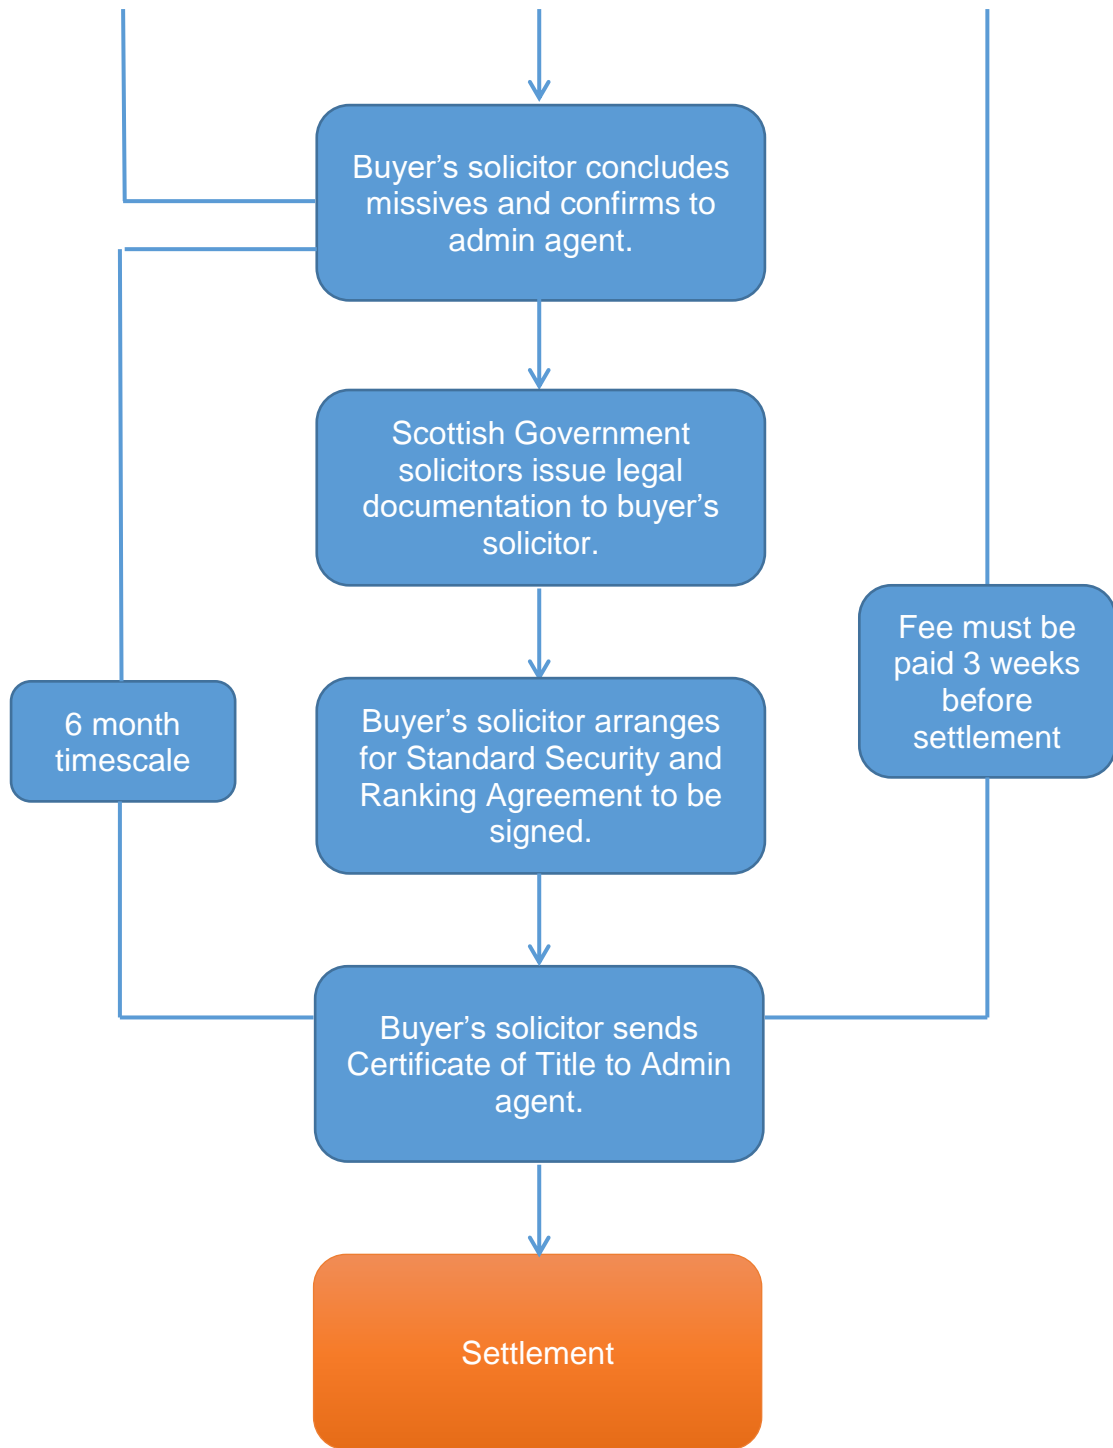 Buyer’s solicitor concludes
missives and confirms to
admin agent.
Scottish Government
solicitors issue legal
documentation to buyer’s
solicitor.
Fee must be
paid 3 weeks
before
settlement
6 month
timescale
Buyer’s solicitor arranges
for Standard Security and
Ranking Agreement to be
signed.
Buyer’s solicitor sends
Certificate of Title to Admin
agent.
Settlement